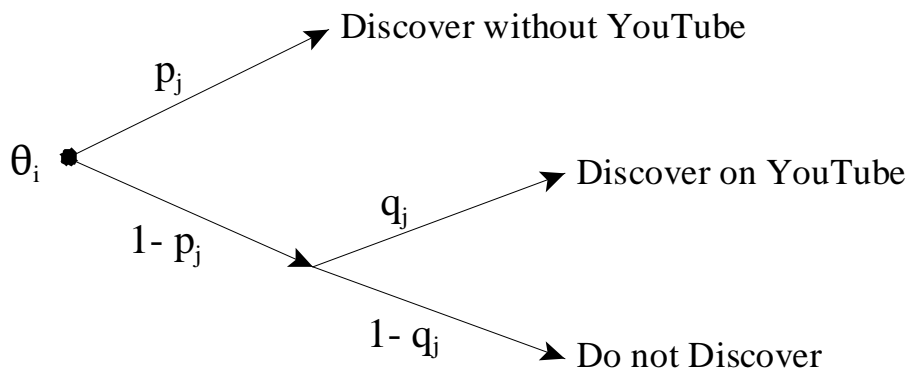 Discover without YouTube
p_j
θ_i
Discover on YouTube
q_j
1- p_j
1- q_j
Do not Discover